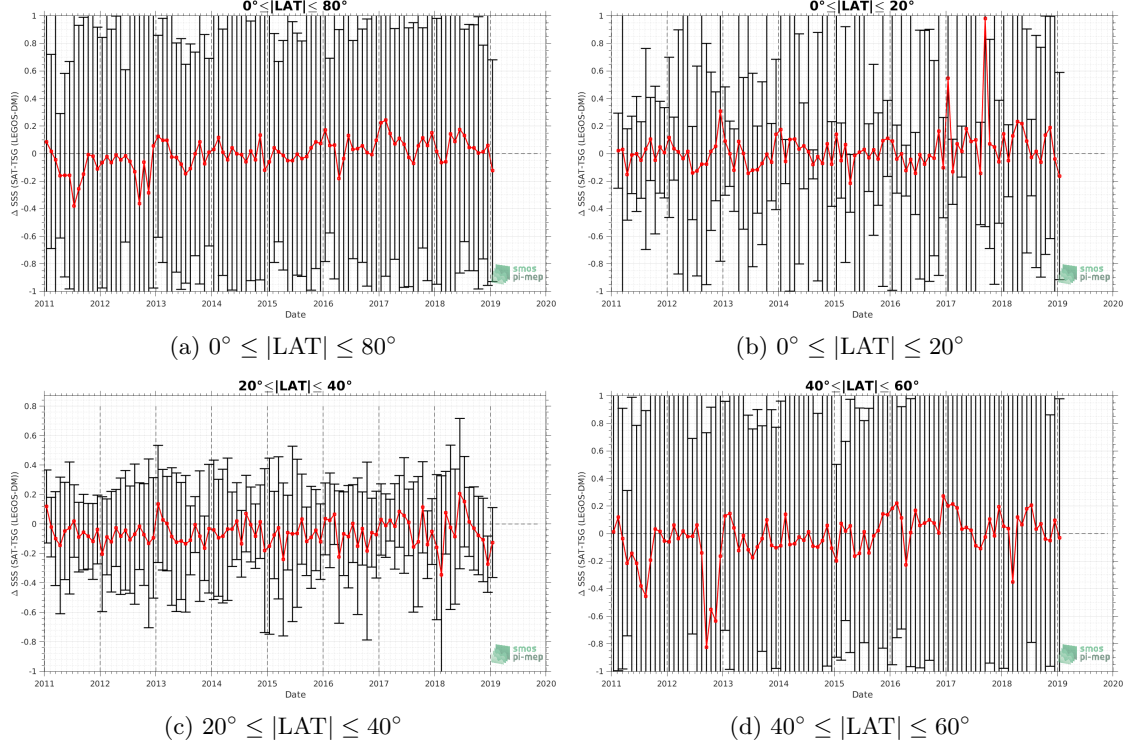 0°≤|LAT|≤ 80°
Δ SSS (SAT-TSG (LEGOS-DM))
1
0.8
0.6
0.4
0.2
0
-0.2
-0.4
-0.6
-0.8
-1
2011 2012 2013 2014 2015 2016 2017 2018 2019 2020
Date
smos
pi-mep
(a) 0° ≤ |LAT| ≤ 80°
0°≤|LAT|≤ 20°
Δ SSS (SAT-TSG (LEGOS-DM))
1
0.8
0.6
0.4
0.2
0
-0.2
-0.4
-0.6
-0.8
-1
2011 2012 2013 2014 2015 2016 2017 2018 2019 2020
Date
smos
pi-mep
(b) 0° ≤ |LAT| ≤ 20°
20°≤|LAT|≤ 40°
Δ SSS (SAT-TSG (LEGOS-DM))
0.8
0.6
0.4
0.2
0
-0.2
-0.4
-0.6
-0.8
-1
2011 2012 2013 2014 2015 2016 2017 2018 2019 2020
Date
smos
pi-mep
(c) 20° ≤ |LAT| ≤ 40°
40°≤|LAT|≤ 60°
Δ SSS (SAT-TSG (LEGOS-DM))
1
0.8
0.6
0.4
0.2
0
-0.2
-0.4
-0.6
-0.8
-1
2011 2012 2013 2014 2015 2016 2017 2018 2019 2020
Date
smos
pi-mep
(d) 40° ≤ |LAT| ≤ 60°